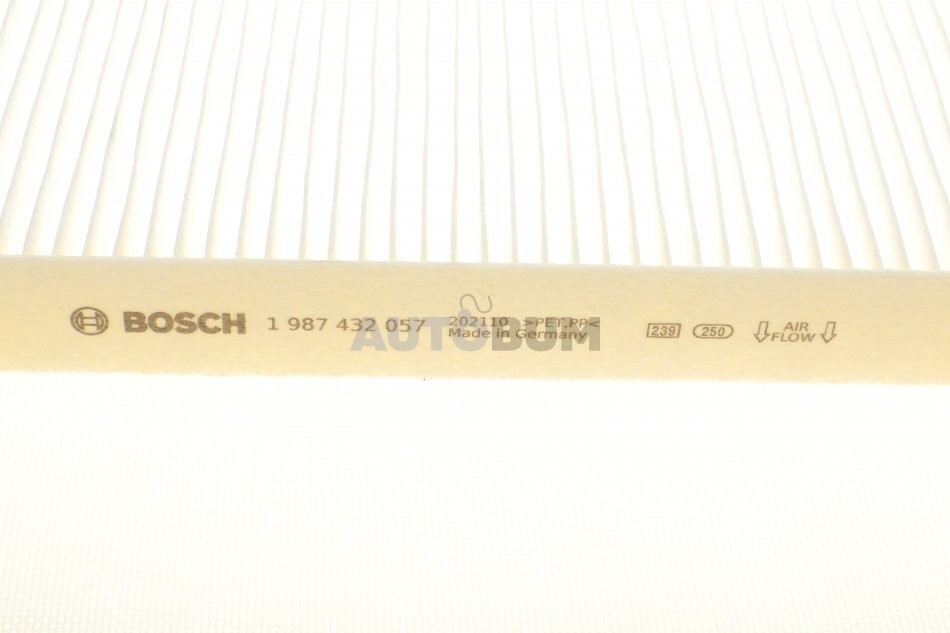 BOSCH 1 987 432 057 202110 >PET.PP<
Made in Germany
239 250 AIR
FLOW
AUTOBUM